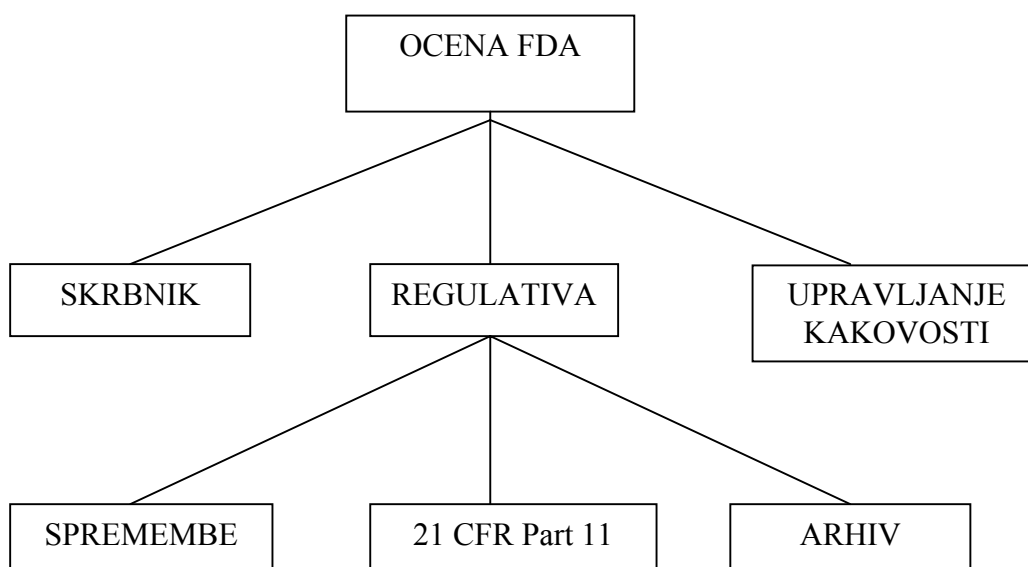 OCENA FDA
SKRBNIK
REGULATIVA
UPRAVLJANJE
KAKOVOSTI
SPREMEMBE
21 CFR Part 11
ARHIV